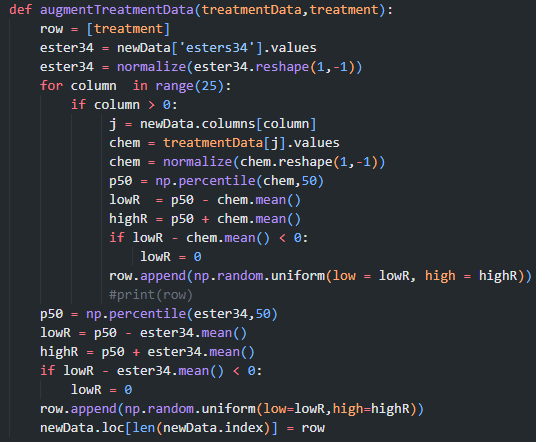 def augmentTreatmentData(treatmentData,treatment):
    row = [treatment]
    ester34 = newData['esters34'].values
    ester34 = normalize(ester34.reshape(1,-1))
    for column  in range(25):
        if column > 0:
             j = newData.columns[column]
             chem = treatmentData[j].values
             chem = normalize(chem.reshape(1,-1))
             p50 = np.percentile(chem,50)
             lowR  = p50 - chem.mean()
             highR = p50 + chem.mean()
             if lowR - chem.mean() < 0:
                 lowR = 0
             row.append(np.random.uniform(low = lowR, high = highR))
             #print(row)
    p50 = np.percentile(ester34,50)
    lowR = p50 - ester34.mean()
    highR = p50 + ester34.mean()
    if lowR - ester34.mean() < 0:
        lowR = 0
    row.append(np.random.uniform(low=lowR,high=highR))
    newData.loc[len(newData.index)] = row